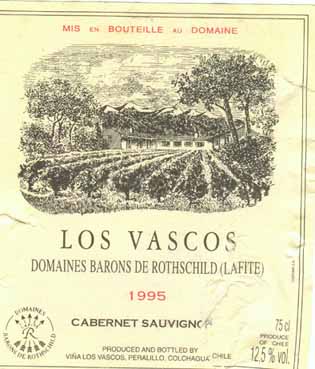 MIS EN BOUTEILLE AU DOMAINE
LOS VASCOS
DOMAINES BARONS DE ROTHSCHILD (LAFITE)
1995
CABERNET SAUVIGNON
75 cl
PRODUCE
OF CHILE
12,5% vol.
DOMAINES
BARONS DE ROTHSCHILD
PRODUCED AND BOTTLED BY
VIÑA LOS VASCOS, PERALILLO, COLCHAGUA CHILE